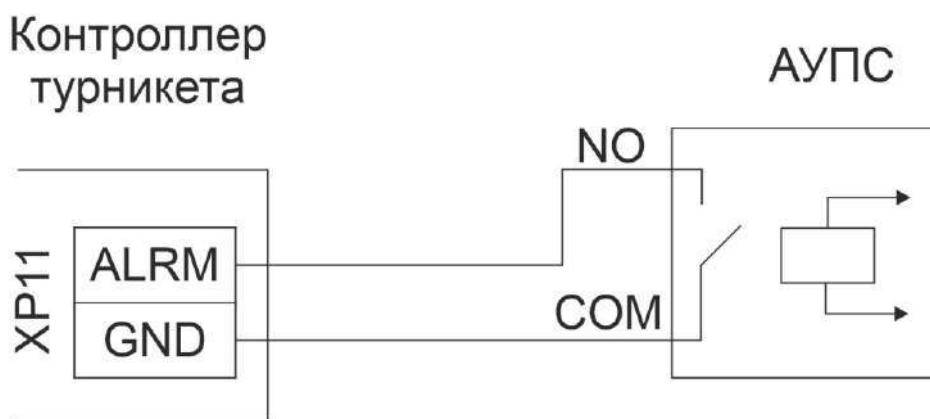 Контроллер
турникета
АУПС
NO
XP11
ALRM
GND
COM